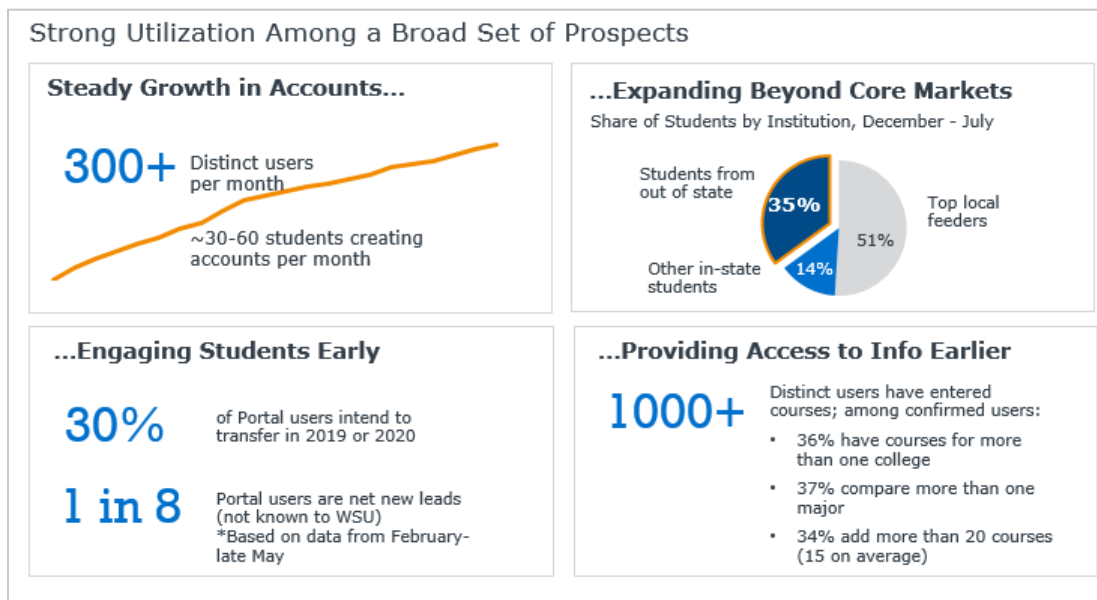 Strong Utilization Among a Broad Set of Prospects
Steady Growth in Accounts...
300+
Distinct users
per month
~30-60 students creating
accounts per month
...Expanding Beyond Core Markets
Share of Students by Institution, December - July
Students from
out of state
35%
Top local
feeders
51%
Other in-state
students
14%
...Engaging Students Early
30%
of Portal users intend to
transfer in 2019 or 2020
1 in 8
Portal users are net new leads
(not known to WSU)
*Based on data from February-
late May
...Providing Access to Info Earlier
1000+
Distinct users have entered
courses; among confirmed users:
• 36% have courses for more
than one college
• 37% compare more than one
major
• 34% add more than 20 courses
(15 on average)